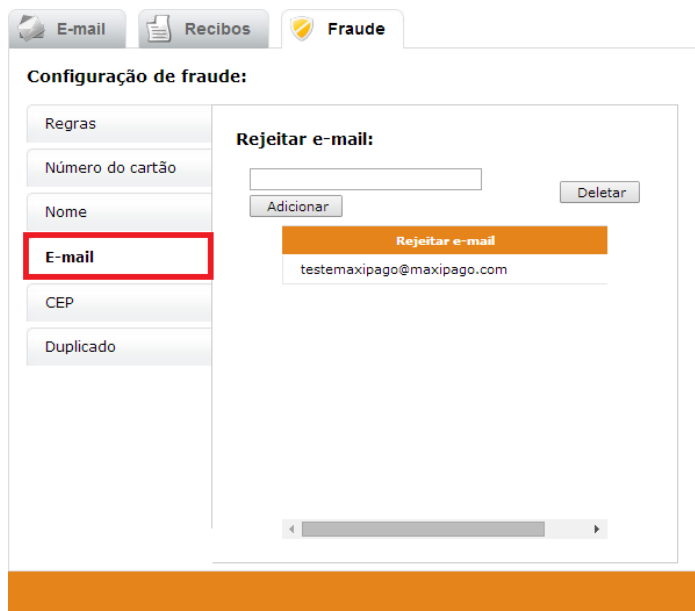 E-mail
Recibos
Fraude
Configuração de fraude:
Regras
Número do cartão
Nome
E-mail
CEP
Duplicado
Rejeitar e-mail:
Deletar
Adicionar
Rejeitar e-mail
testemaxipago@maxipago.com